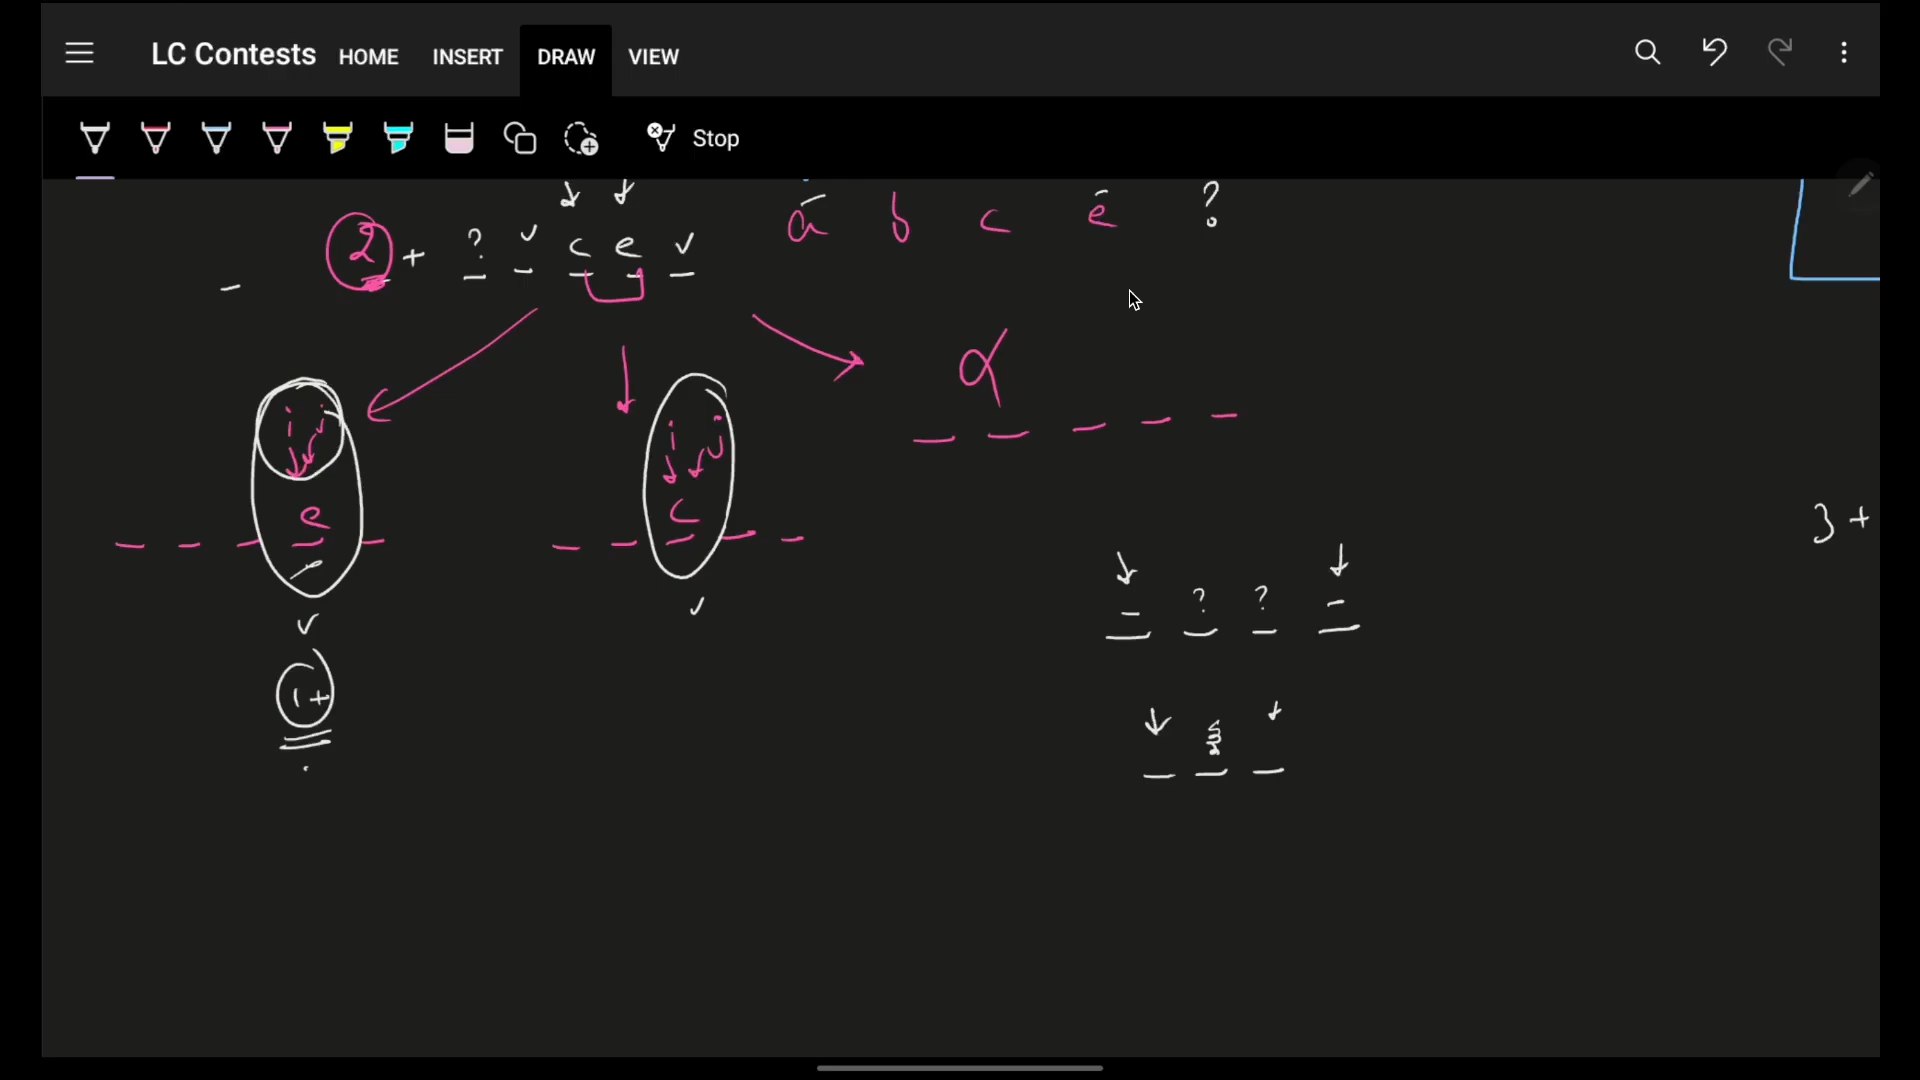 LC Contests HOME INSERT DRAW VIEW
Stop
a b c e ?
2 + ? c e
α
i j
i j
e
c
3 +
? ?
1+